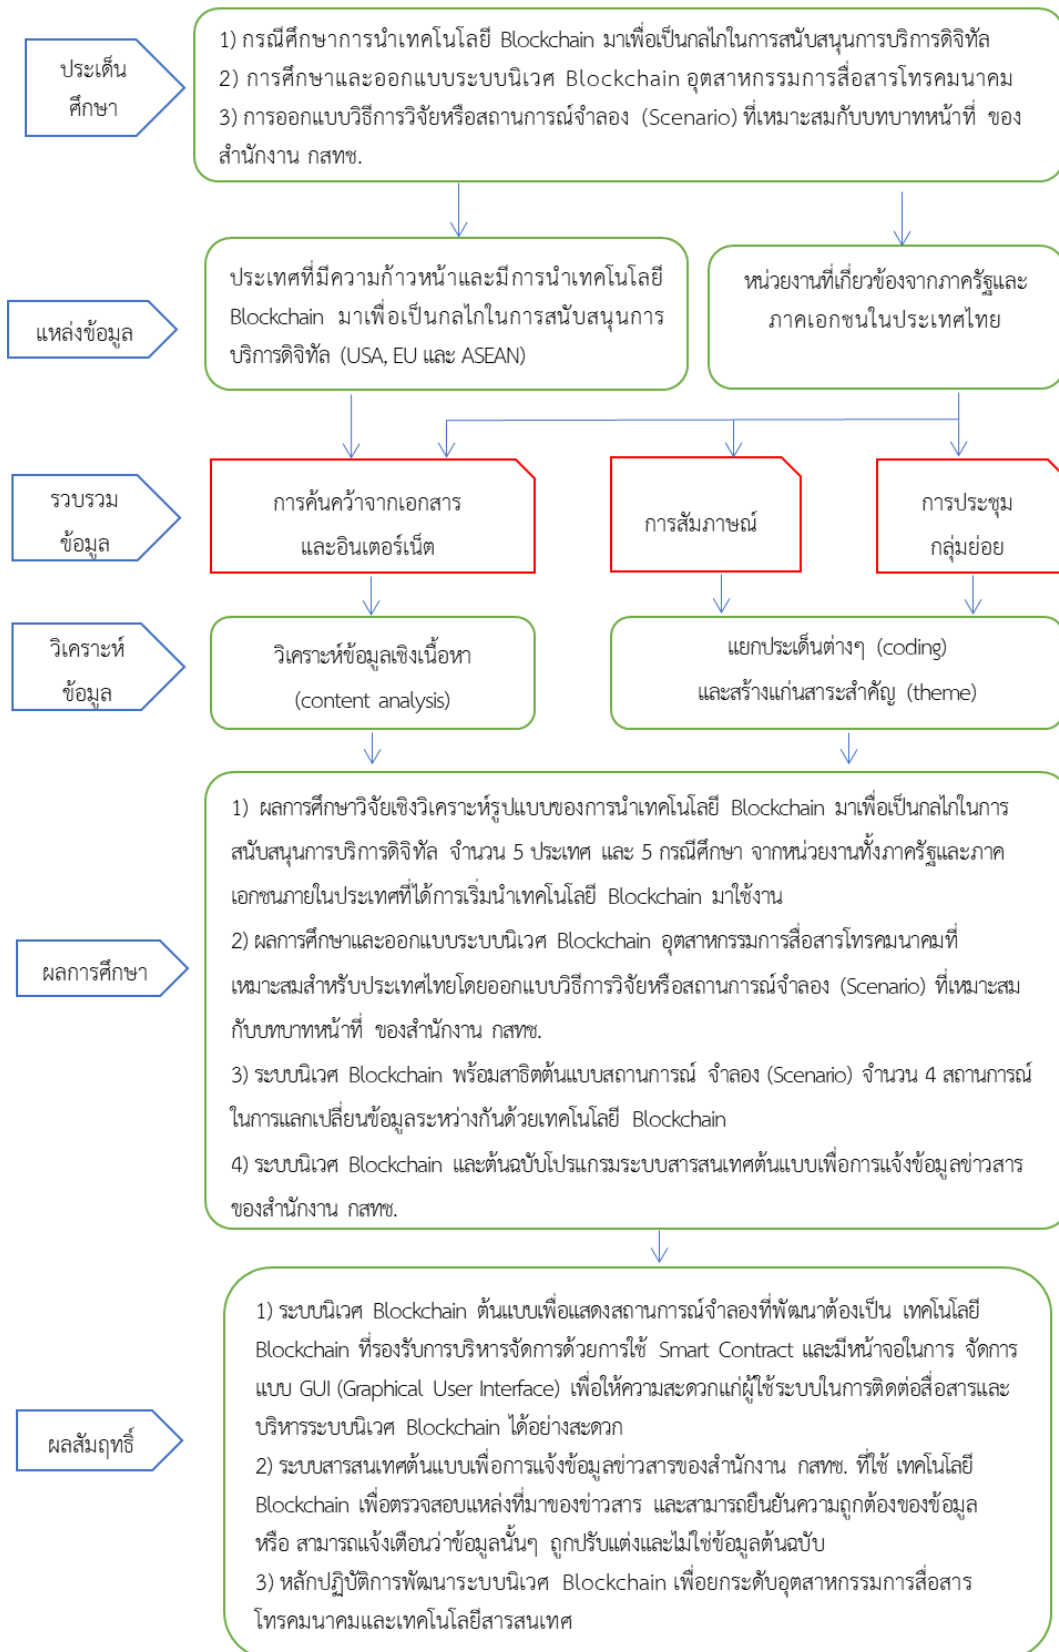 ประเด็น
ศึกษา
1) กรณีศึกษาการนำเทคโนโลยี Blockchain มาเพื่อเป็นกลไกในการสนับสนุนการบริการดิจิทัล
2) การศึกษาและออกแบบระบบนิเวศ Blockchain อุตสาหกรรมการสื่อสารโทรคมนาคม
3) การออกแบบวิธีการวิจัยหรือสถานการณ์จำลอง (Scenario) ที่เหมาะสมกับบทบาทหน้าที่ ของ
สำนักงาน กสทช.
แหล่งข้อมูล
ประเทศที่มีความก้าวหน้าและมีการนำเทคโนโลยี
Blockchain มาเพื่อเป็นกลไกในการสนับสนุนการ
บริการดิจิทัล (USA, EU และ ASEAN)
หน่วยงานที่เกี่ยวข้องจากภาครัฐและ
ภาคเอกชนในประเทศไทย
รวบรวม
ข้อมูล
การค้นคว้าจากเอกสาร
และอินเตอร์เน็ต
การสัมภาษณ์
การประชุม
กลุ่มย่อย
วิเคราะห์
ข้อมูล
วิเคราะห์ข้อมูลเชิงเนื้อหา
(content analysis)
แยกประเด็นต่างๆ (coding)
และสร้างแก่นสาระสำคัญ (theme)
ผลการศึกษา
1) ผลการศึกษาวิจัยเชิงวิเคราะห์รูปแบบของการนำเทคโนโลยี Blockchain มาเพื่อเป็นกลไกในการ
สนับสนุนการบริการดิจิทัล จำนวน 5 ประเทศ และ 5 กรณีศึกษา จากหน่วยงานทั้งภาครัฐและภาค
เอกชนภายในประเทศที่ได้การเริ่มนำเทคโนโลยี Blockchain มาใช้งาน
2) ผลการศึกษาและออกแบบระบบนิเวศ Blockchain อุตสาหกรรมการสื่อสารโทรคมนาคมที่
เหมาะสมสำหรับประเทศไทยโดยออกแบบวิธีการวิจัยหรือสถานการณ์จำลอง (Scenario) ที่เหมาะสม
กับบทบาทหน้าที่ ของสำนักงาน กสทช.
3) ระบบนิเวศ Blockchain พร้อมสาธิตต้นแบบสถานการณ์ จำลอง (Scenario) จำนวน 4 สถานการณ์
ในการแลกเปลี่ยนข้อมูลระหว่างกันด้วยเทคโนโลยี Blockchain
4) ระบบนิเวศ Blockchain และต้นฉบับโปรแกรมระบบสารสนเทศต้นแบบเพื่อการแจ้งข้อมูลข่าวสาร
ของสำนักงาน กสทช.
ผลสัมฤทธิ์
1) ระบบนิเวศ Blockchain ต้นแบบเพื่อแสดงสถานการณ์จำลองที่พัฒนาต้องเป็น เทคโนโลยี
Blockchain ที่รองรับการบริหารจัดการด้วยการใช้ Smart Contract และมีหน้าจอในการ จัดการ
แบบ GUI (Graphical User Interface) เพื่อให้ความสะดวกแก่ผู้ใช้ระบบในการติดต่อสื่อสารและ
บริหารระบบนิเวศ Blockchain ได้อย่างสะดวก
2) ระบบสารสนเทศต้นแบบเพื่อการแจ้งข้อมูลข่าวสารของสำนักงาน กสทช. ที่ใช้ เทคโนโลยี
Blockchain เพื่อตรวจสอบแหล่งที่มาของข่าวสาร และสามารถยืนยันความถูกต้องของข้อมูล
หรือ สามารถแจ้งเตือนว่าข้อมูลนั้นๆ ถูกปรับแต่งและไม่ใช่ข้อมูลต้นฉบับ
3) หลักปฏิบัติการพัฒนาระบบนิเวศ Blockchain เพื่อยกระดับอุตสาหกรรมการสื่อสาร
โทรคมนาคมและเทคโนโลยีสารสนเทศ